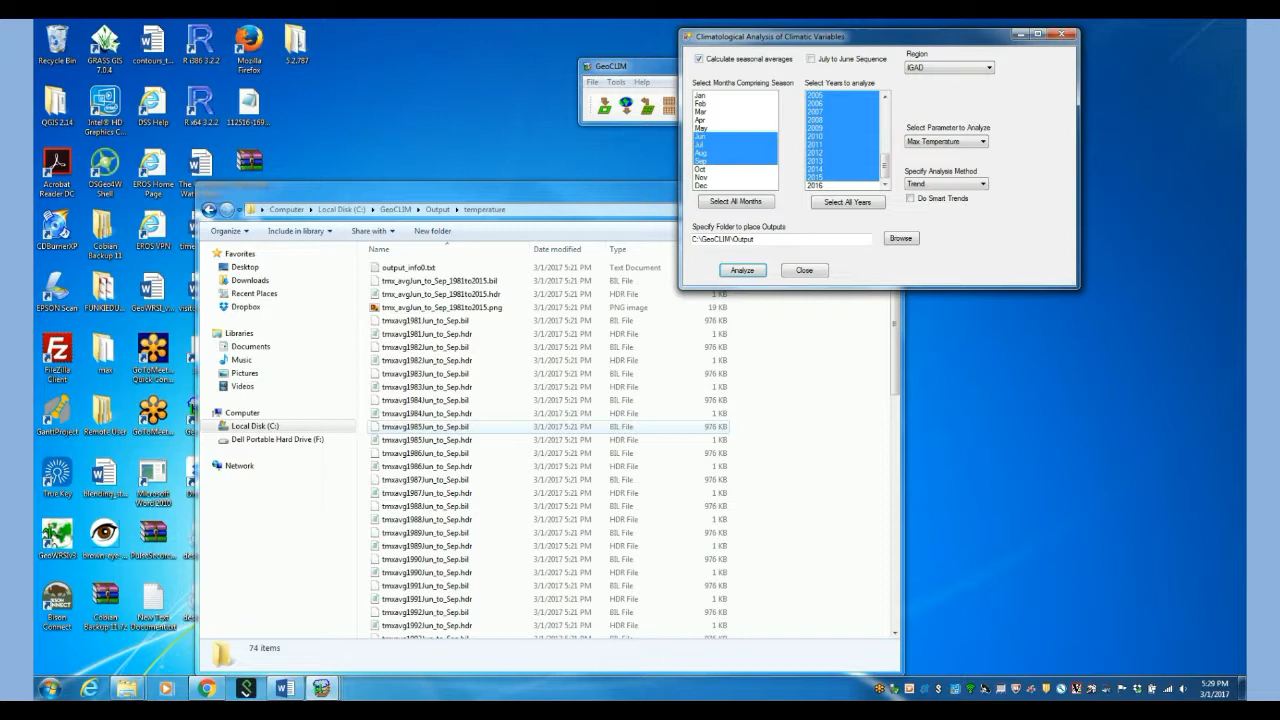 Recycle Bin
GRASS GIS 7.0.4
contours_t...
R i386 3.2.2
Mozilla Firefox
5.2.787
QGIS 2.14
Intel® HD Graphics C...
DSS Help
R x64 3.2.2
112516-169...
Acrobat Reader DC
OSGeo4W Shell
EROS Home Page
CDBurnerXP
Cobian Backup 11
EROS VPN
EPSON Scan
FileZilla Client
max
GoToMeet... Quick Con...
GanttProject
Remote User
GoToMeet...
True Key
blending_st...
Microsoft Word 2010
GeoWRSIv3
brown-eye-...
PulseSecure...
Bison Connect
Cobian Backup 11.72
New Text Document.txt
GeoCLIM
File Tools Help
Climatological Analysis of Climatic Variables
Calculate seasonal averages
July to June Sequence
Region
IGAD
Select Months Comprising Season
Jan
Feb
Mar
Apr
May
Jun
Jul
Aug
Sep
Oct
Nov
Dec
Select All Months
Select Years to analyze
2005
2006
2007
2008
2009
2010
2011
2012
2013
2014
2015
2016
Select All Years
Select Parameter to Analyze
Max Temperature
Specify Analysis Method
Trend
Do Smart Trends
Specify Folder to place Outputs
C:\GeoCLIM\Output
Browse
Analyze
Close
Computer Local Disk (C:) GeoCLIM Output temperature
Organize Include in library Share with New folder
Favorites
Desktop
Downloads
Recent Places
Dropbox
Libraries
Documents
Music
Pictures
Videos
Computer
Local Disk (C:)
Dell Portable Hard Drive (F:)
Network
Name Date modified Type
output_info0.txt 3/1/2017 5:21 PM Text Document
tmx_avgJun_to_Sep_1981to2015.bil 3/1/2017 5:21 PM BIL File
tmx_avgJun_to_Sep_1981to2015.hdr 3/1/2017 5:21 PM HDR File 1 KB
tmx_avgJun_to_Sep_1981to2015.png 3/1/2017 5:21 PM PNG image 19 KB
tmxavg1981Jun_to_Sep.bil 3/1/2017 5:21 PM BIL File 976 KB
tmxavg1981Jun_to_Sep.hdr 3/1/2017 5:21 PM HDR File 1 KB
tmxavg1982Jun_to_Sep.bil 3/1/2017 5:21 PM BIL File 976 KB
tmxavg1982Jun_to_Sep.hdr 3/1/2017 5:21 PM HDR File 1 KB
tmxavg1983Jun_to_Sep.bil 3/1/2017 5:21 PM BIL File 976 KB
tmxavg1983Jun_to_Sep.hdr 3/1/2017 5:21 PM HDR File 1 KB
tmxavg1984Jun_to_Sep.bil 3/1/2017 5:21 PM BIL File 976 KB
tmxavg1984Jun_to_Sep.hdr 3/1/2017 5:21 PM HDR File 1 KB
tmxavg1985Jun_to_Sep.bil 3/1/2017 5:21 PM BIL File 976 KB
tmxavg1985Jun_to_Sep.hdr 3/1/2017 5:21 PM HDR File 1 KB
tmxavg1986Jun_to_Sep.bil 3/1/2017 5:21 PM BIL File 976 KB
tmxavg1986Jun_to_Sep.hdr 3/1/2017 5:21 PM HDR File 1 KB
tmxavg1987Jun_to_Sep.bil 3/1/2017 5:21 PM BIL File 976 KB
tmxavg1987Jun_to_Sep.hdr 3/1/2017 5:21 PM HDR File 1 KB
tmxavg1988Jun_to_Sep.bil 3/1/2017 5:21 PM BIL File 976 KB
tmxavg1988Jun_to_Sep.hdr 3/1/2017 5:21 PM HDR File 1 KB
tmxavg1989Jun_to_Sep.bil 3/1/2017 5:21 PM BIL File 976 KB
tmxavg1989Jun_to_Sep.hdr 3/1/2017 5:21 PM HDR File 1 KB
tmxavg1990Jun_to_Sep.bil 3/1/2017 5:21 PM BIL File 976 KB
tmxavg1990Jun_to_Sep.hdr 3/1/2017 5:21 PM HDR File 1 KB
tmxavg1991Jun_to_Sep.bil 3/1/2017 5:21 PM BIL File 976 KB
tmxavg1991Jun_to_Sep.hdr 3/1/2017 5:21 PM HDR File 1 KB
tmxavg1992Jun_to_Sep.bil 3/1/2017 5:21 PM BIL File 976 KB
tmxavg1992Jun_to_Sep.hdr 3/1/2017 5:21 PM HDR File 1 KB
74 items
5:29 PM
3/1/2017